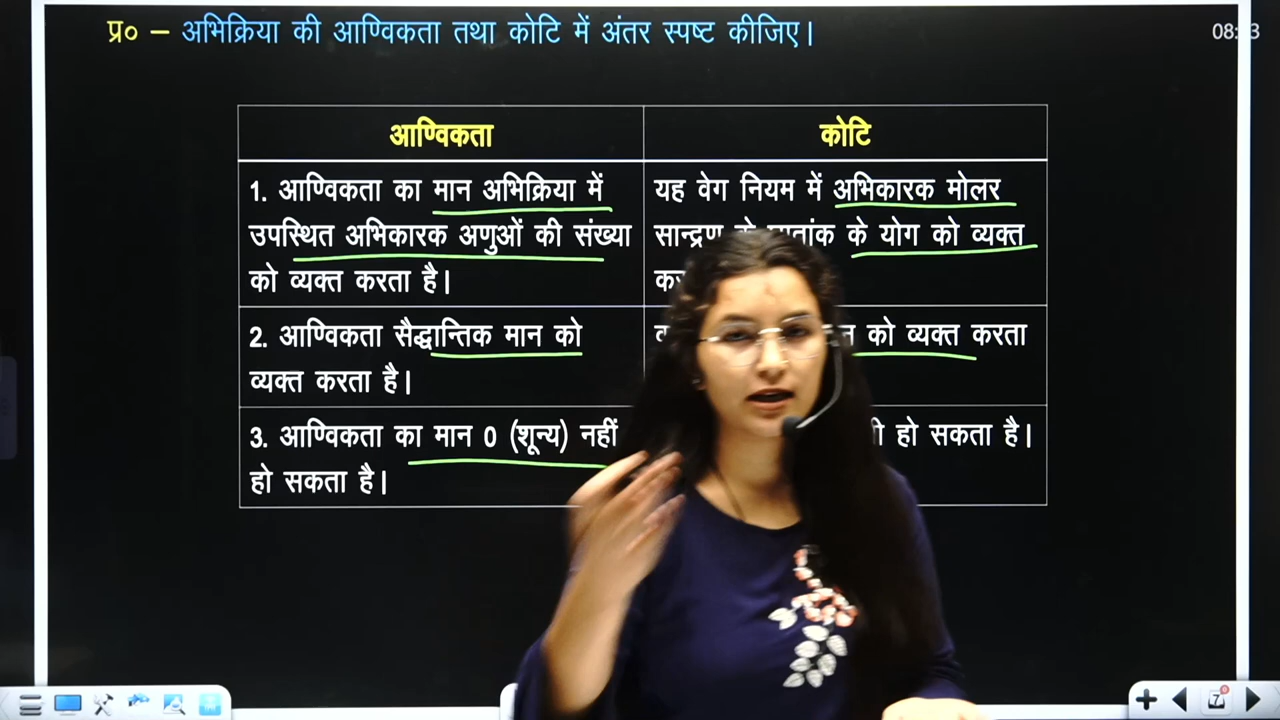 प्र० – अभिक्रिया की आण्विकता तथा कोटि में अंतर स्पष्ट कीजिए।
आण्विकता
1. आण्विकता का मान अभिक्रिया में
उपस्थित अभिकारक अणुओं की संख्या
को व्यक्त करता है।
कोटि
यह वेग नियम में अभिकारक मोलर
सान्द्रण के योग को व्यक्त
2. आण्विकता सैद्धान्तिक मान को
व्यक्त करता है।
को व्यक्त करता
3. आण्विकता का मान 0 (शून्य) नहीं
हो सकता है।
हो सकता है।